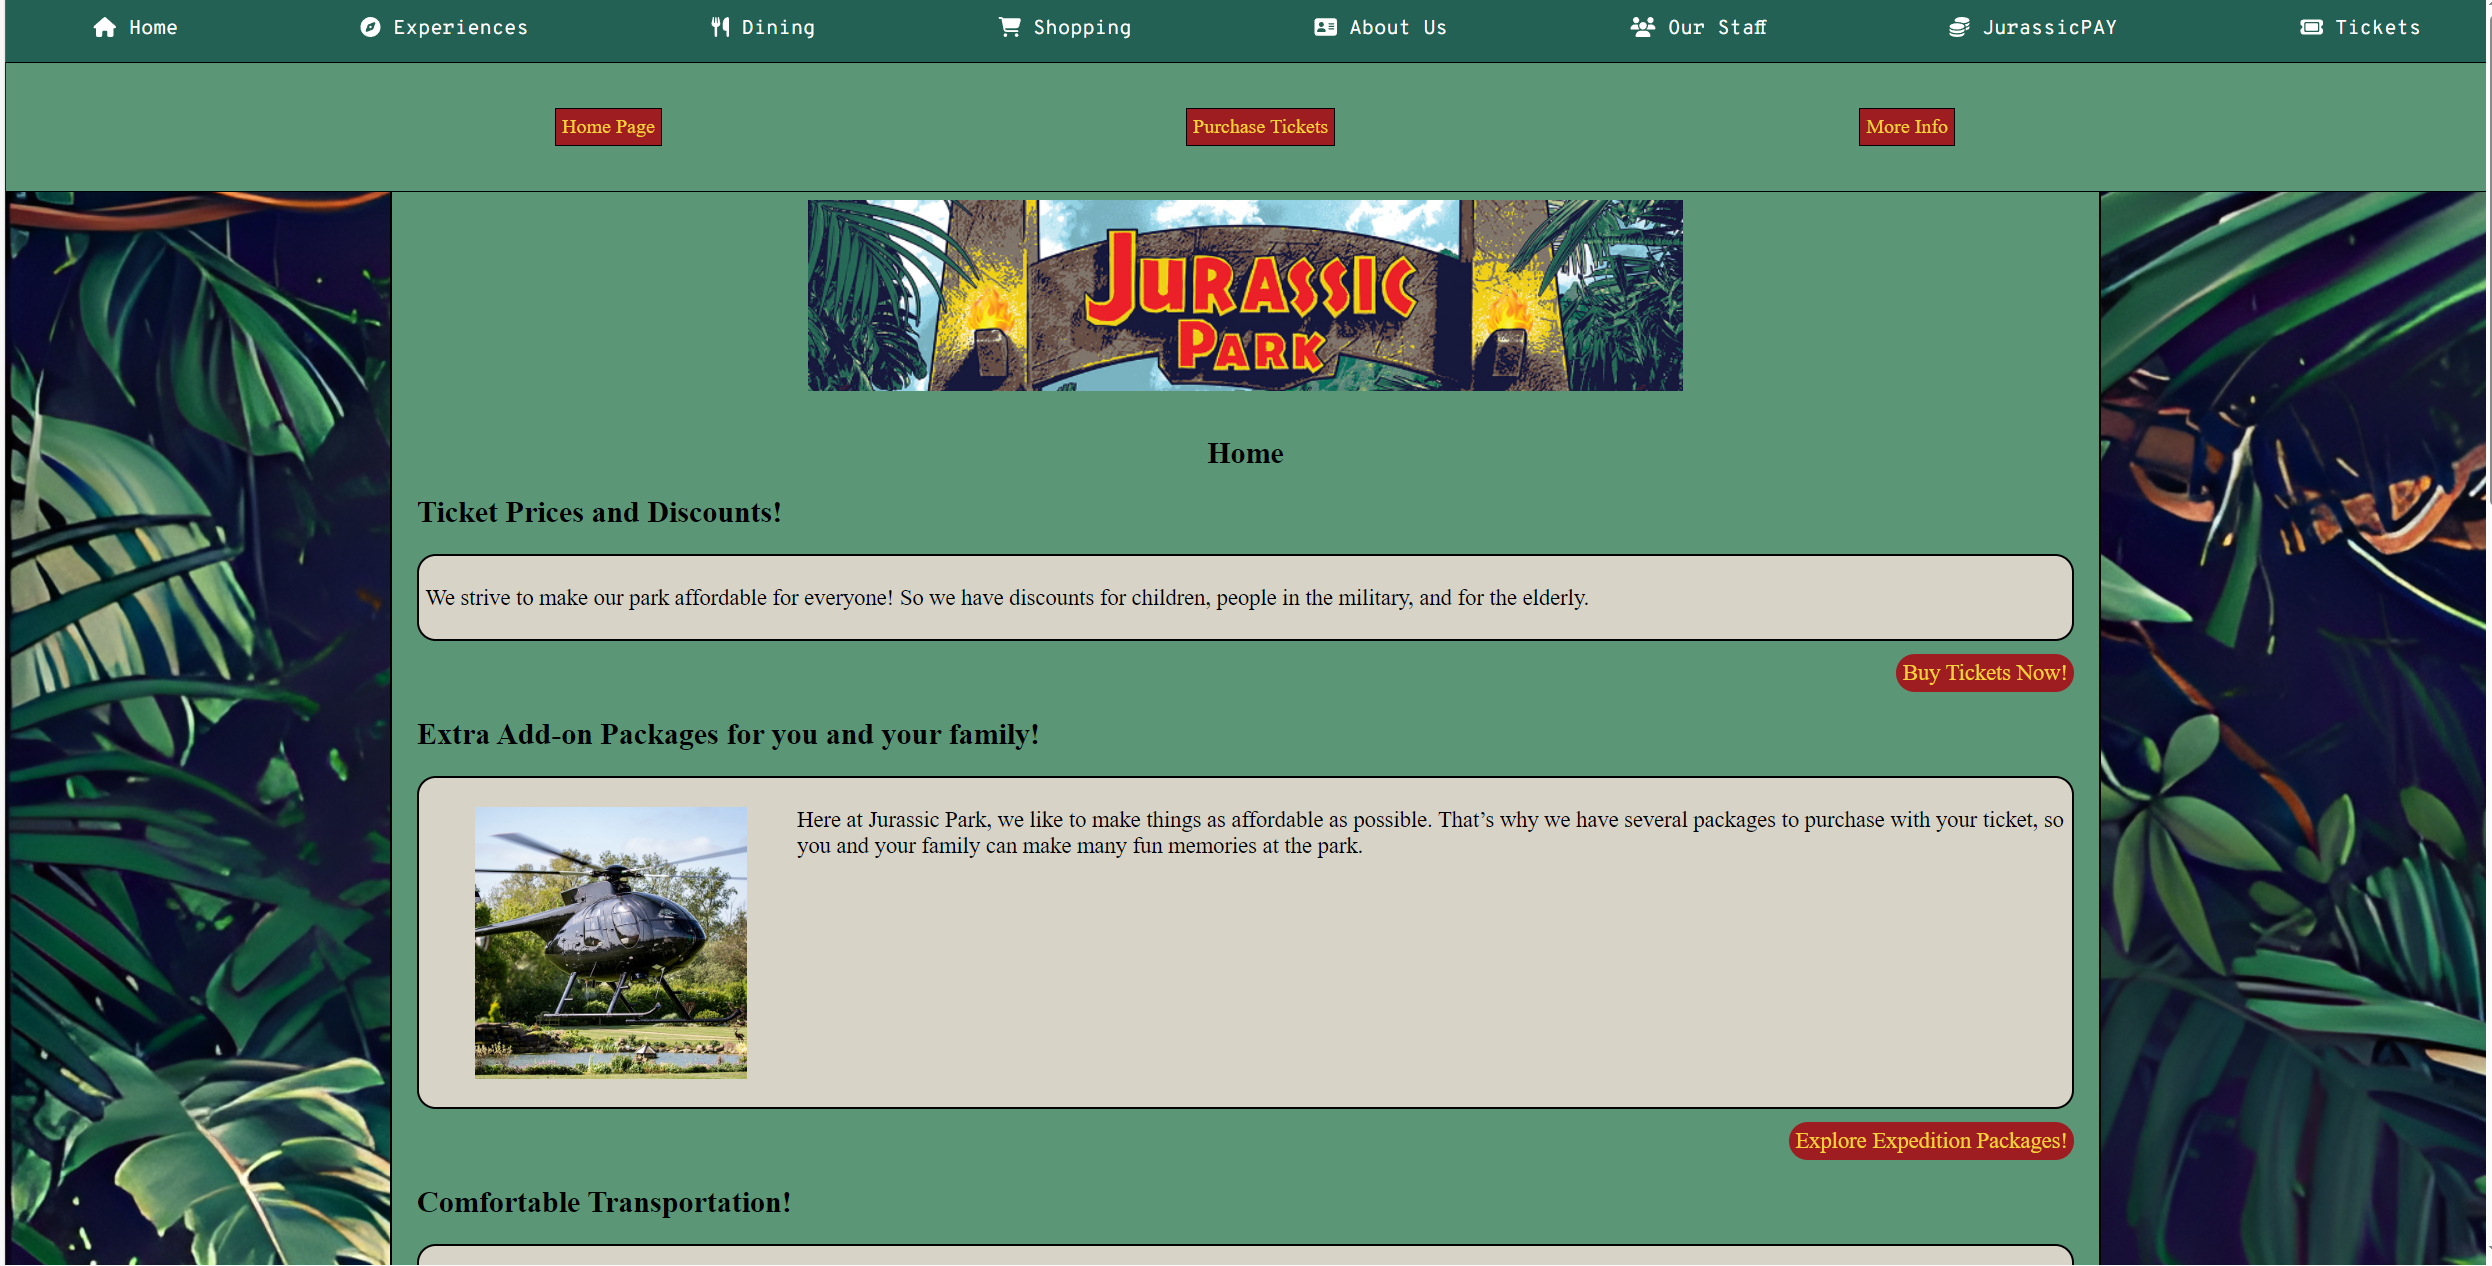 Home Experiences Dining Shopping About Us Our Staff JurassicPAY Tickets
Home Page Purchase Tickets More Info
JURASSIC
PARK
Home
Ticket Prices and Discounts!
We strive to make our park affordable for everyone! So we have discounts for children, people in the military, and for the elderly.
Buy Tickets Now!
Extra Add-on Packages for you and your family!
Here at Jurassic Park, we like to make things as affordable as possible. That’s why we have several packages to purchase with your ticket, so
you and your family can make many fun memories at the park.
Explore Expedition Packages!
Comfortable Transportation!